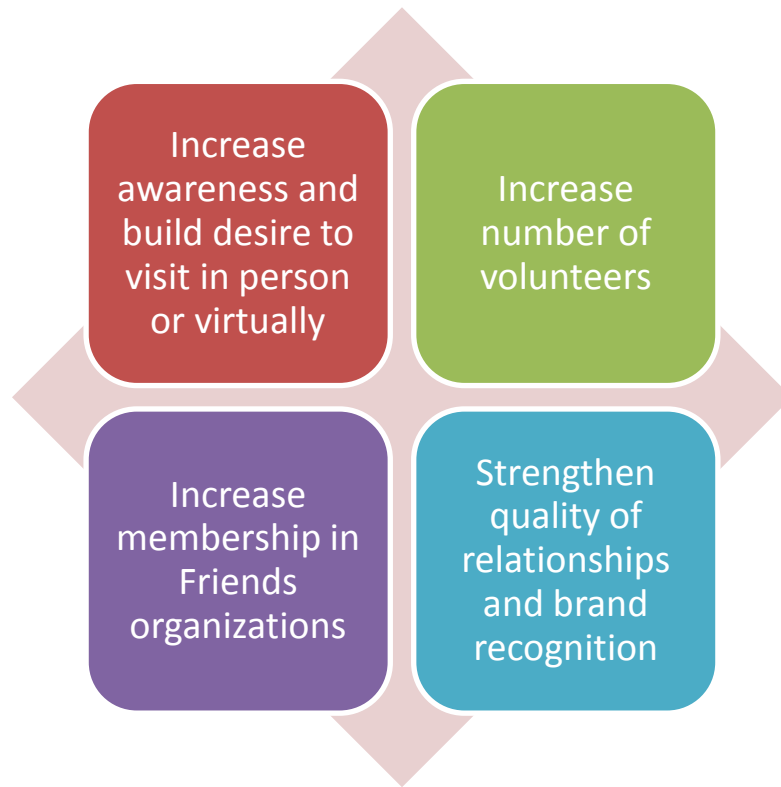 Increase
awareness and
build desire to
visit in person
or virtually
Increase
number of
volunteers
Increase
membership in
Friends
organizations
Strengthen
quality of
relationships
and brand
recognition